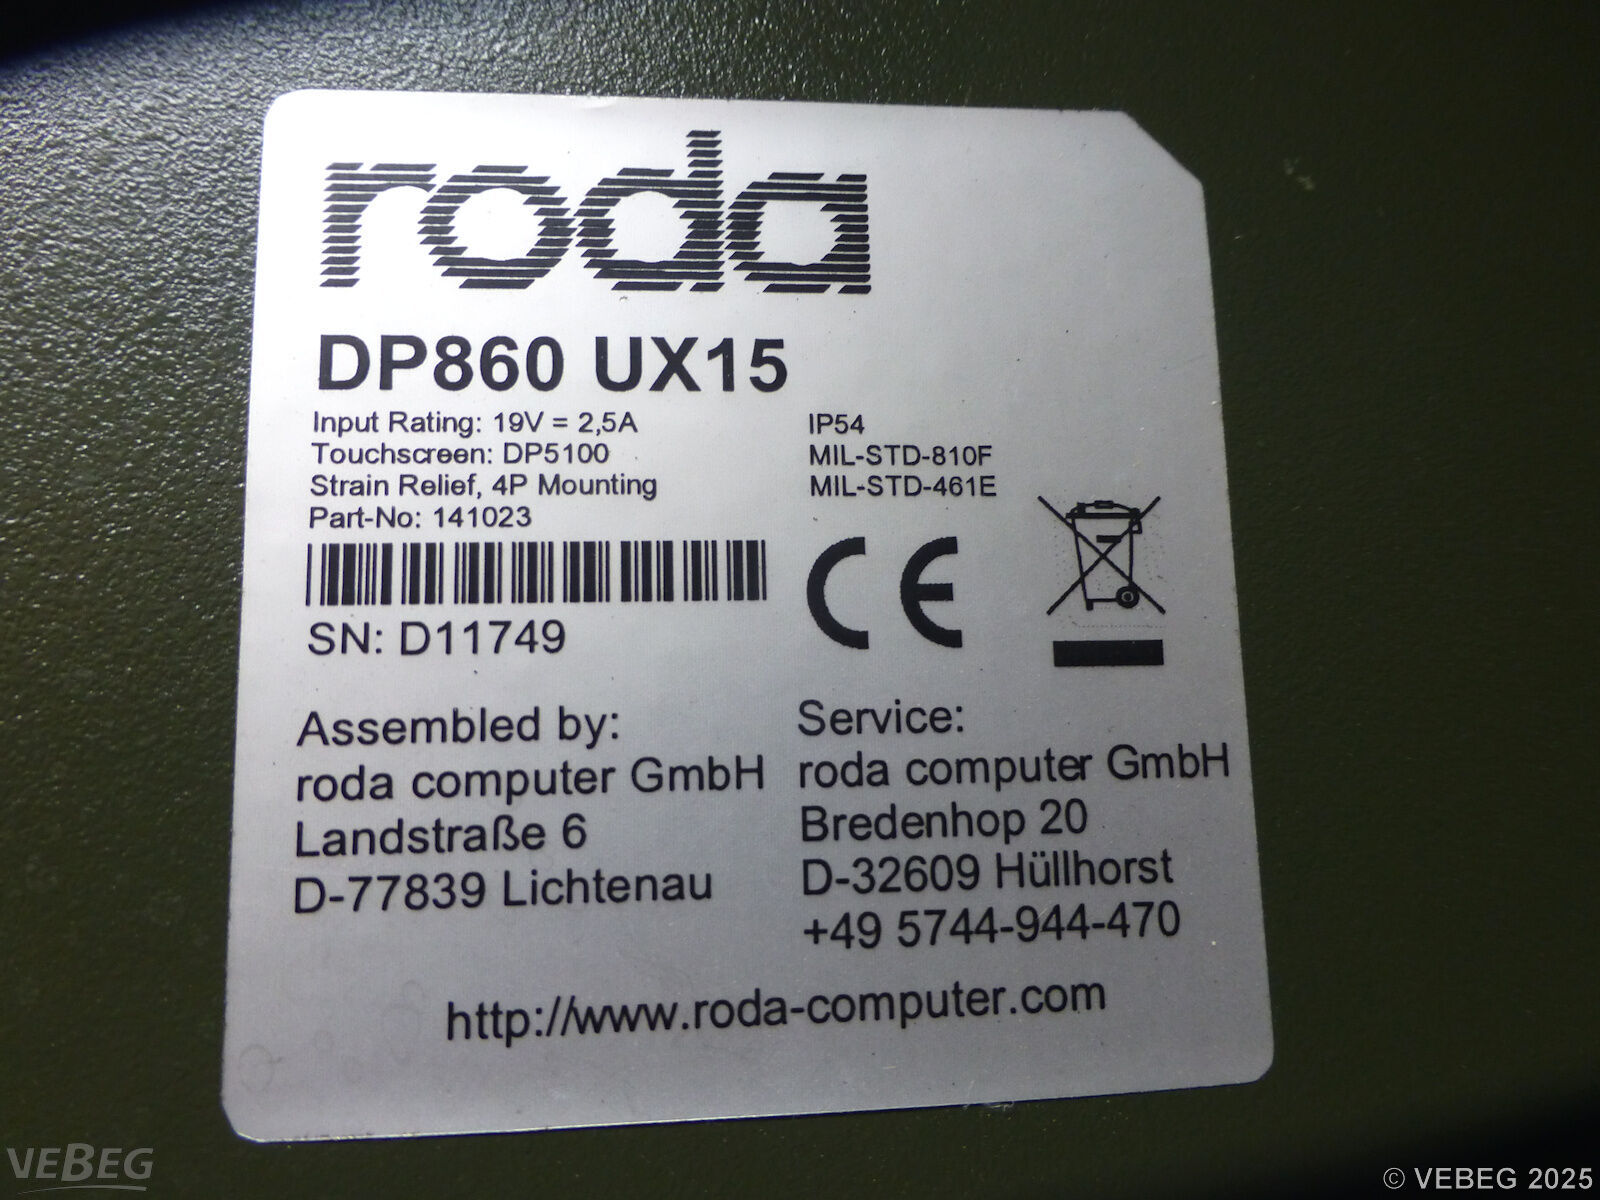 roda
DP860 UX15
Input Rating: 19V = 2,5A
Touchscreen: DP5100
Strain Relief, 4P Mounting
Part-No: 141023
IP54
MIL-STD-810F
MIL-STD-461E
CE
SN: D11749
Assembled by:
roda computer GmbH
Landstraße 6
D-77839 Lichtenau
Service:
roda computer GmbH
Bredenhop 20
D-32609 Hüllhorst
+49 5744-944-470
http://www.roda-computer.com
VEBEG
© VEBEG 2025